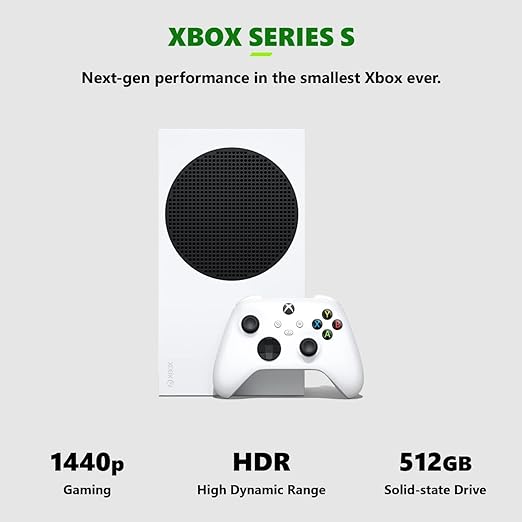 XBOX SERIES S
Next-gen performance in the smallest Xbox ever.
XBOX
Y
X B
A
1440p
Gaming
HDR
High Dynamic Range
512GB
Solid-state Drive